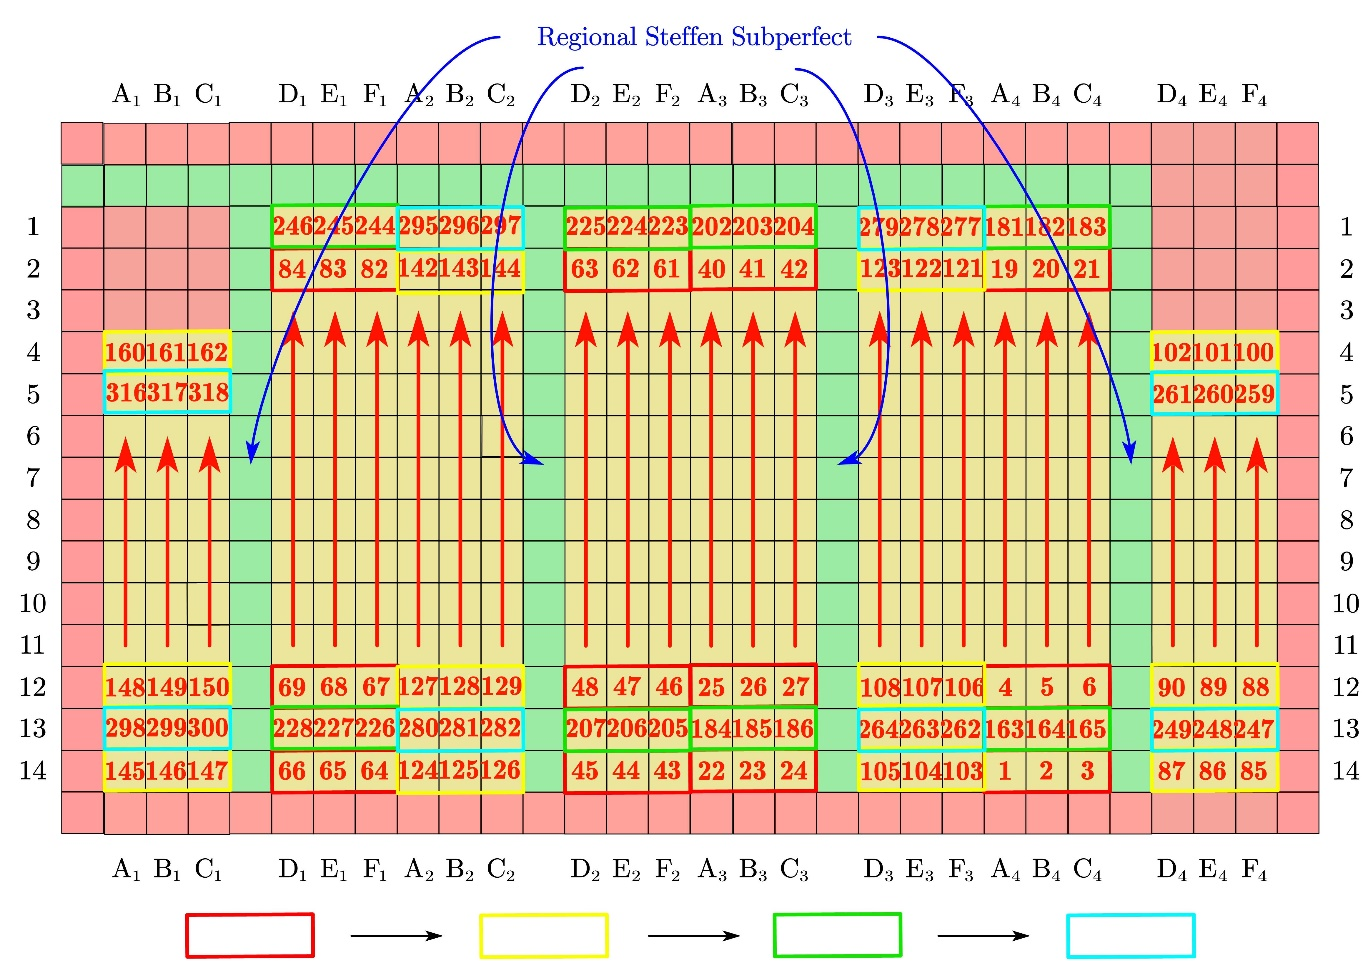 Regional Steffen Subperfect
A₁ B₁ C₁ D₁ E₁ F₁ A₂ B₂ C₂ D₂ E₂ F₂ A₃ B₃ C₃ D₃ E₃ F₃ A₄ B₄ C₄ D₄ E₄ F₄
1 246 245 244 295 296 297 225 224 223 202 203 204 279 278 277 181 182 183 1
2 84 83 82 142 143 144 63 62 61 40 41 42 123 122 121 19 20 21 2
3 3
4 160 161 162 102 101 100 4
5 316 317 318 261 260 259 5
6 6
7 7
8 8
9 9
10 10
11 11
12 148 149 150 69 68 67 127 128 129 48 47 46 25 26 27 108 107 106 4 5 6 90 89 88 12
13 298 299 300 228 227 226 280 281 282 207 206 205 184 185 186 264 263 262 163 164 165 249 248 247 13
14 145 146 147 66 65 64 124 125 126 45 44 43 22 23 24 105 104 103 1 2 3 87 86 85 14
A₁ B₁ C₁ D₁ E₁ F₁ A₂ B₂ C₂ D₂ E₂ F₂ A₃ B₃ C₃ D₃ E₃ F₃ A₄ B₄ C₄ D₄ E₄ F₄